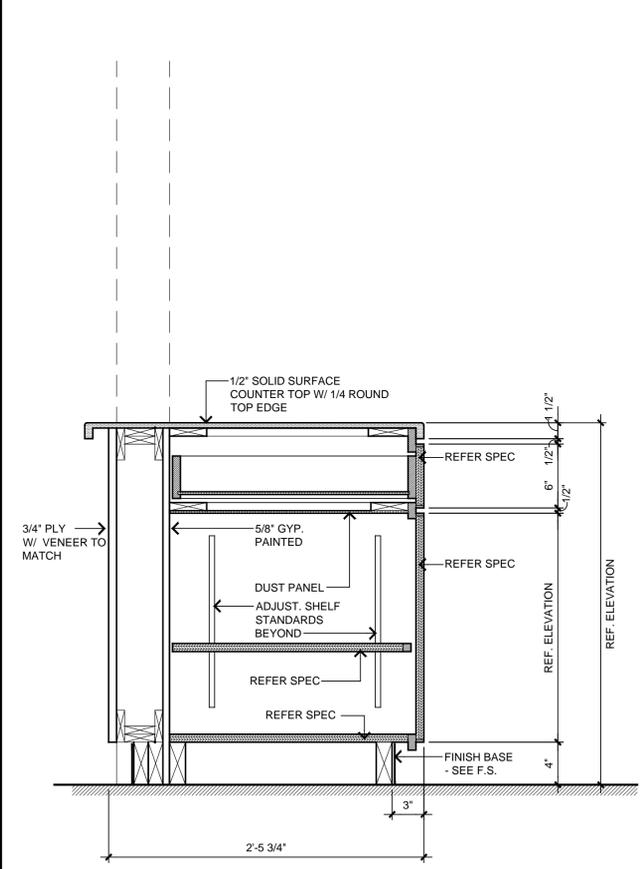 1/2" SOLID SURFACE
COUNTER TOP W/ 1/4 ROUND
TOP EDGE
1 1/2"
1/2"
REFER SPEC
6"
1/2"
3/4" PLY
W/ VENEER TO
MATCH
5/8" GYP.
PAINTED
REFER SPEC
DUST PANEL
ADJUST. SHELF
STANDARDS
BEYOND
REF. ELEVATION
REF. ELEVATION
REFER SPEC
REFER SPEC
FINISH BASE
- SEE F.S.
4"
3"
2'-5 3/4"